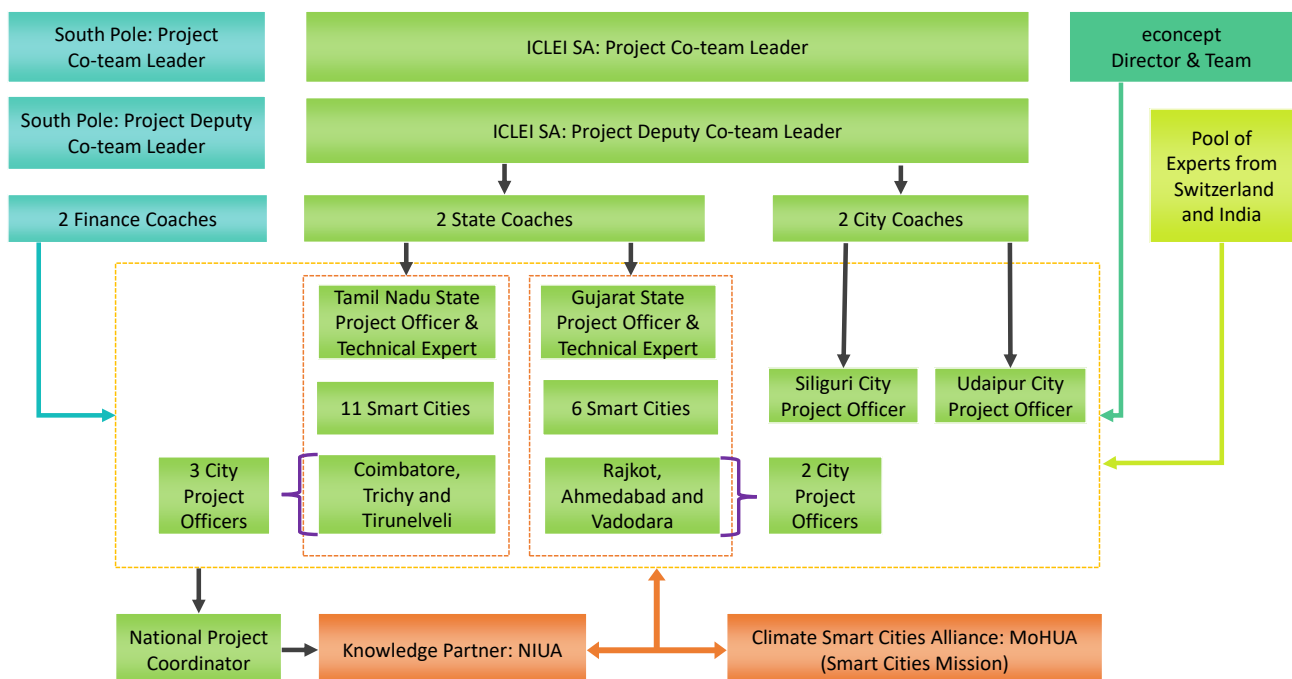 South Pole: Project
Co-team Leader
ICLEI SA: Project Co-team Leader
econcept
Director & Team
South Pole: Project Deputy
Co-team Leader
ICLEI SA: Project Deputy Co-team Leader
Pool of
Experts from
Switzerland
and India
2 Finance Coaches
2 State Coaches
2 City Coaches
Tamil Nadu State
Project Officer &
Technical Expert
Gujarat State
Project Officer &
Technical Expert
Siliguri City
Project Officer
Udaipur City
Project Officer
11 Smart Cities
6 Smart Cities
3 City
Project
Officers
Coimbatore,
Trichy and
Tirunelveli
Rajkot,
Ahmedabad and
Vadodara
2 City
Project
Officers
National Project
Coordinator
Knowledge Partner: NIUA
Climate Smart Cities Alliance: MoHUA
(Smart Cities Mission)